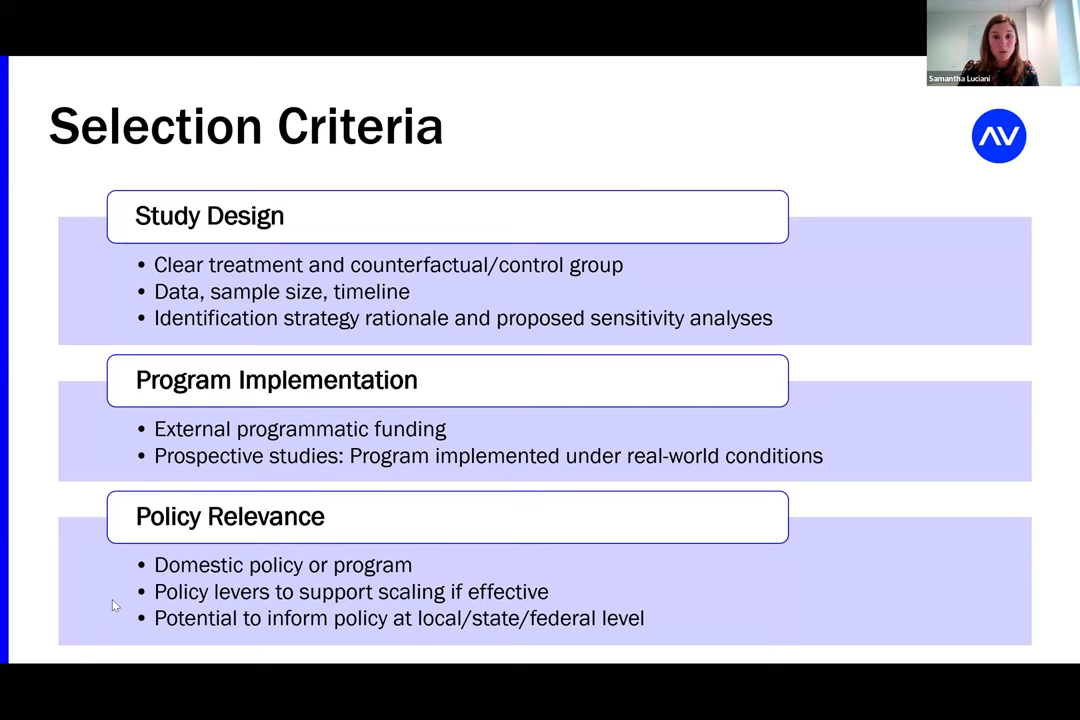 Samantha Luciani
Selection Criteria
AV
Study Design
• Clear treatment and counterfactual/control group
• Data, sample size, timeline
• Identification strategy rationale and proposed sensitivity analyses
Program Implementation
• External programmatic funding
• Prospective studies: Program implemented under real-world conditions
Policy Relevance
• Domestic policy or program
• Policy levers to support scaling if effective
• Potential to inform policy at local/state/federal level